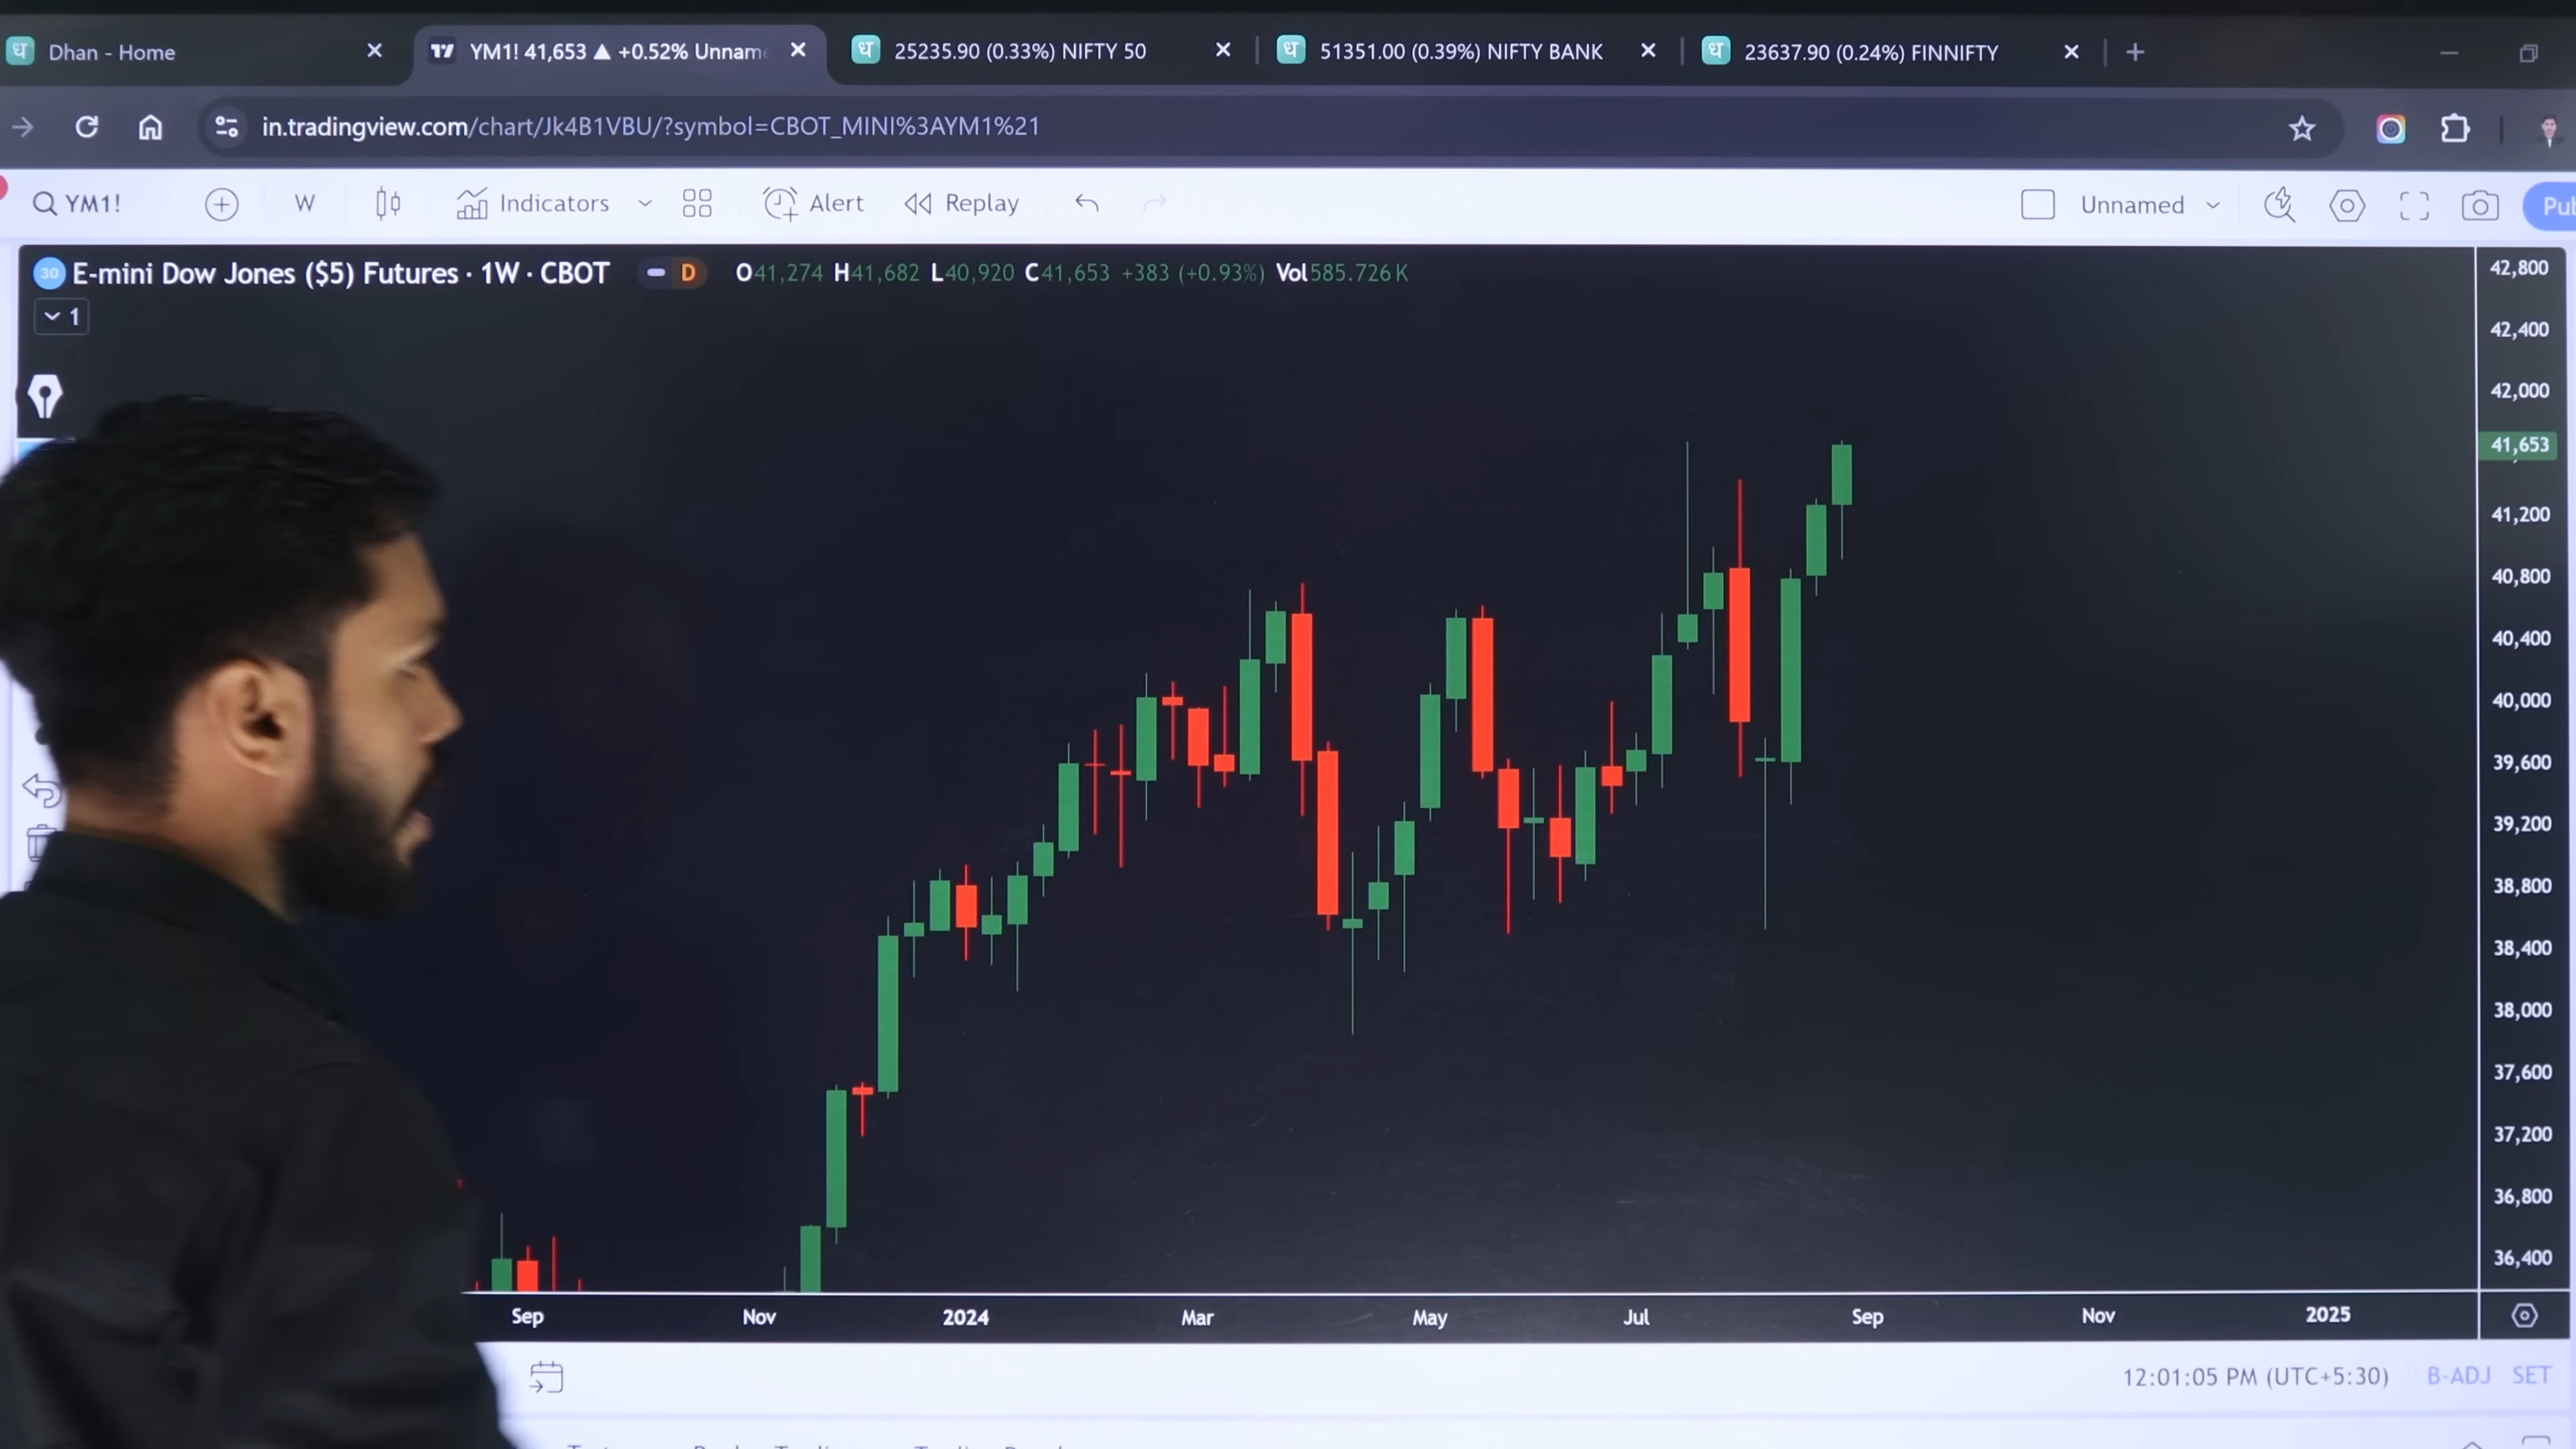 Dhan - Home
YM1! 41,653 ▲ +0.52% Unnam
25235.90 (0.33%) NIFTY 50
51351.00 (0.39%) NIFTY BANK
23637.90 (0.24%) FINNIFTY
in.tradingview.com/chart/Jk4B1VBU/?symbol=CBOT_MINI%3AYM1%21
YM1!
W
Indicators
Alert
Replay
Unnamed
Pub
30 E-mini Dow Jones ($5) Futures · 1W · CBOT
D
O41,274 H41,682 L40,920 C41,653 +383 (+0.93%) Vol585.726 K
1
42,800
42,400
42,000
41,653
41,200
40,800
40,400
40,000
39,600
39,200
38,800
38,400
38,000
37,600
37,200
36,800
36,400
Sep Nov 2024 Mar May Jul Sep Nov 2025
12:01:05 PM (UTC+5:30) B-ADJ SET